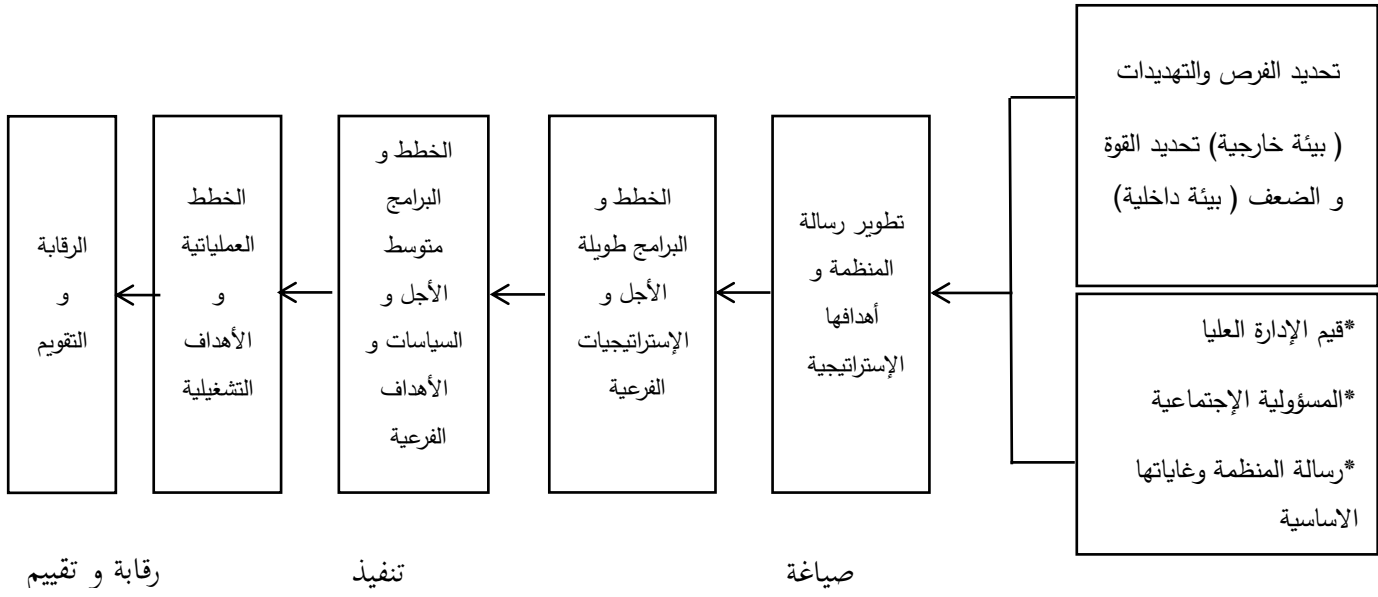 تحديد الفرص والتهديدات
( بيئة خارجية) تحديد القوة
و الضعف ( بيئة داخلية)
*قيم الإدارة العليا
*المسؤولية الإجتماعية
*رسالة المنظمة وغاياتها
الاساسية
تطوير رسالة
المنظمة و
أهدافها
الإستراتيجية
الخطط و
البرامج طويلة
الأجل و
الإستراتيجيات
الفرعية
الخطط و
البرامج
متوسط
الأجل و
السياسات و
الأهداف
الفرعية
الخطط
العملياتية
و
الأهداف
التشغيلية
الرقابة
و
التقويم
صياغة
تنفيذ
رقابة و تقييم